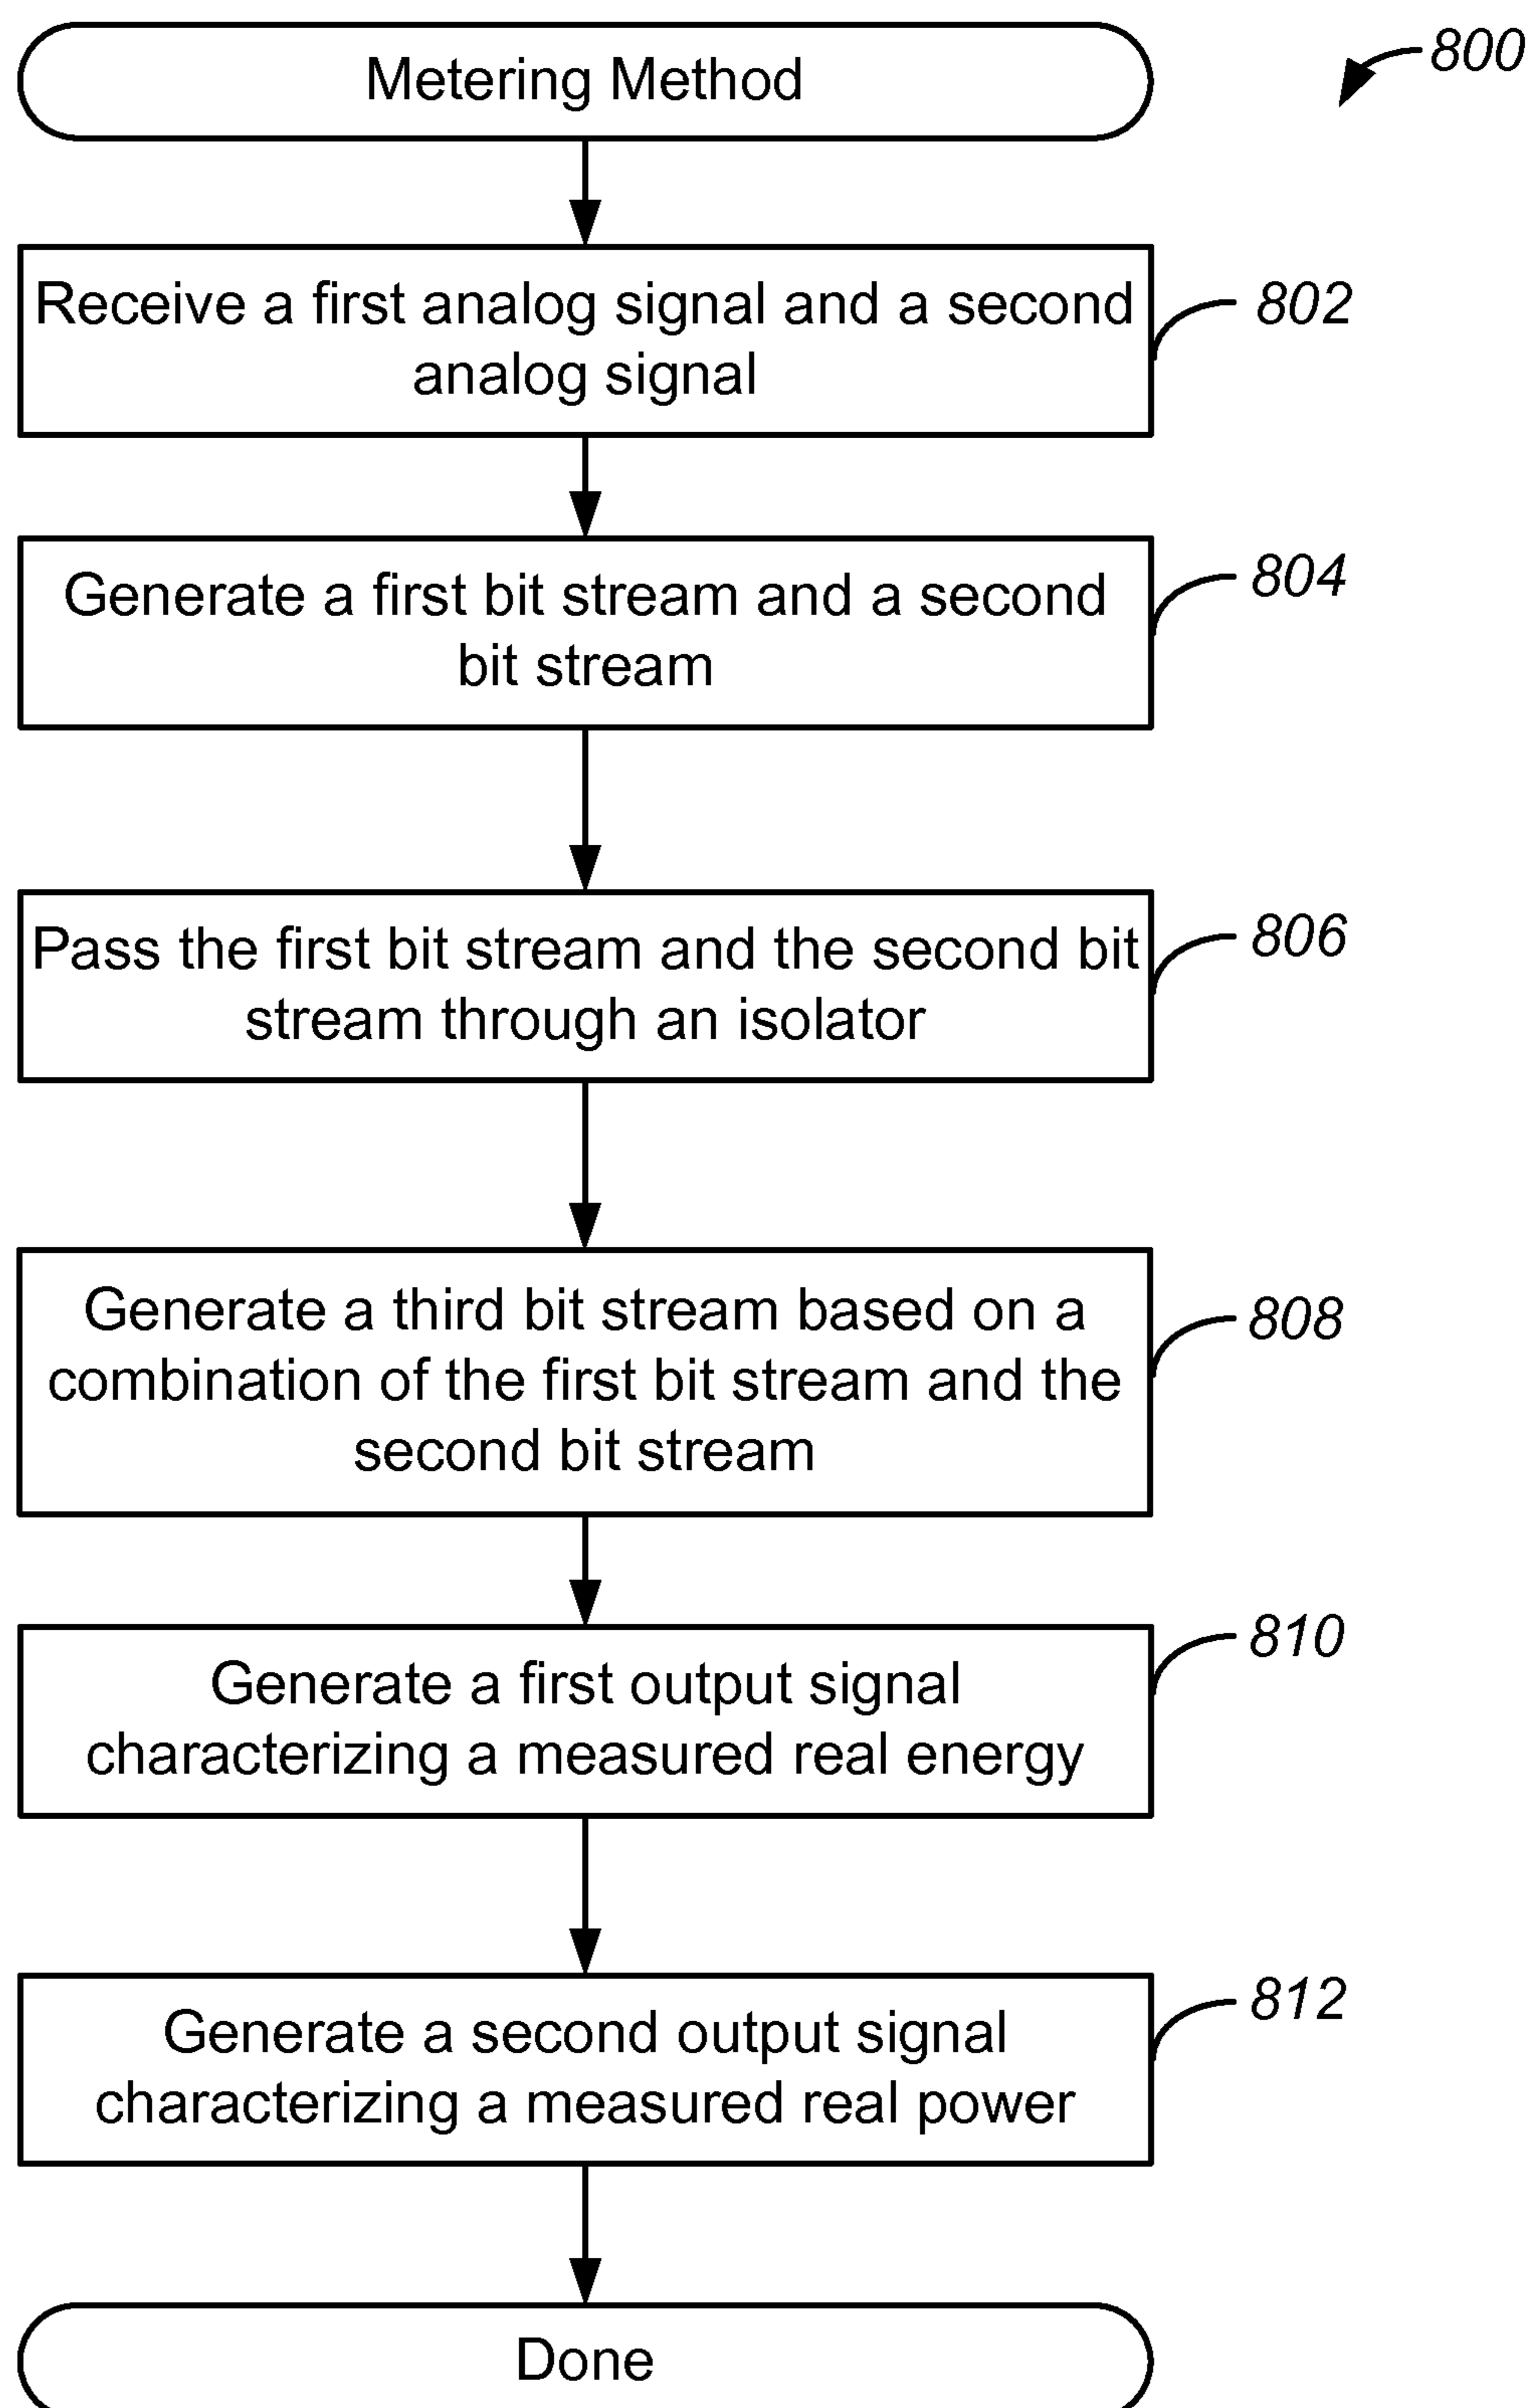 Metering Method
800
Receive a first analog signal and a second
analog signal
802
Generate a first bit stream and a second
bit stream
804
Pass the first bit stream and the second bit
stream through an isolator
806
Generate a third bit stream based on a
combination of the first bit stream and the
second bit stream
808
Generate a first output signal
characterizing a measured real energy
810
Generate a second output signal
characterizing a measured real power
812
Done